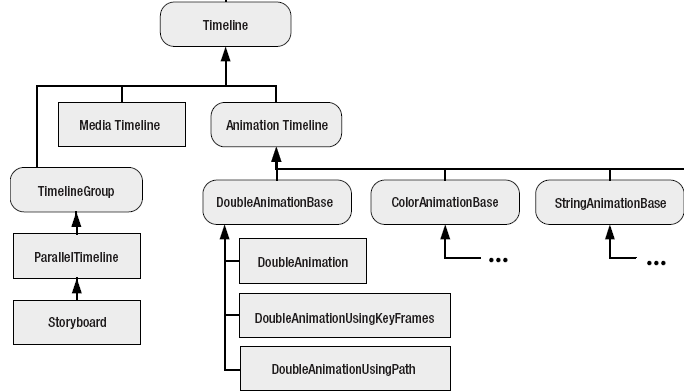 Timeline
Media Timeline
Animation Timeline
TimelineGroup
DoubleAnimationBase
ColorAnimationBase
StringAnimationBase
ParallelTimeline
DoubleAnimation
...
...
Storyboard
DoubleAnimationUsingKeyFrames
DoubleAnimationUsingPath